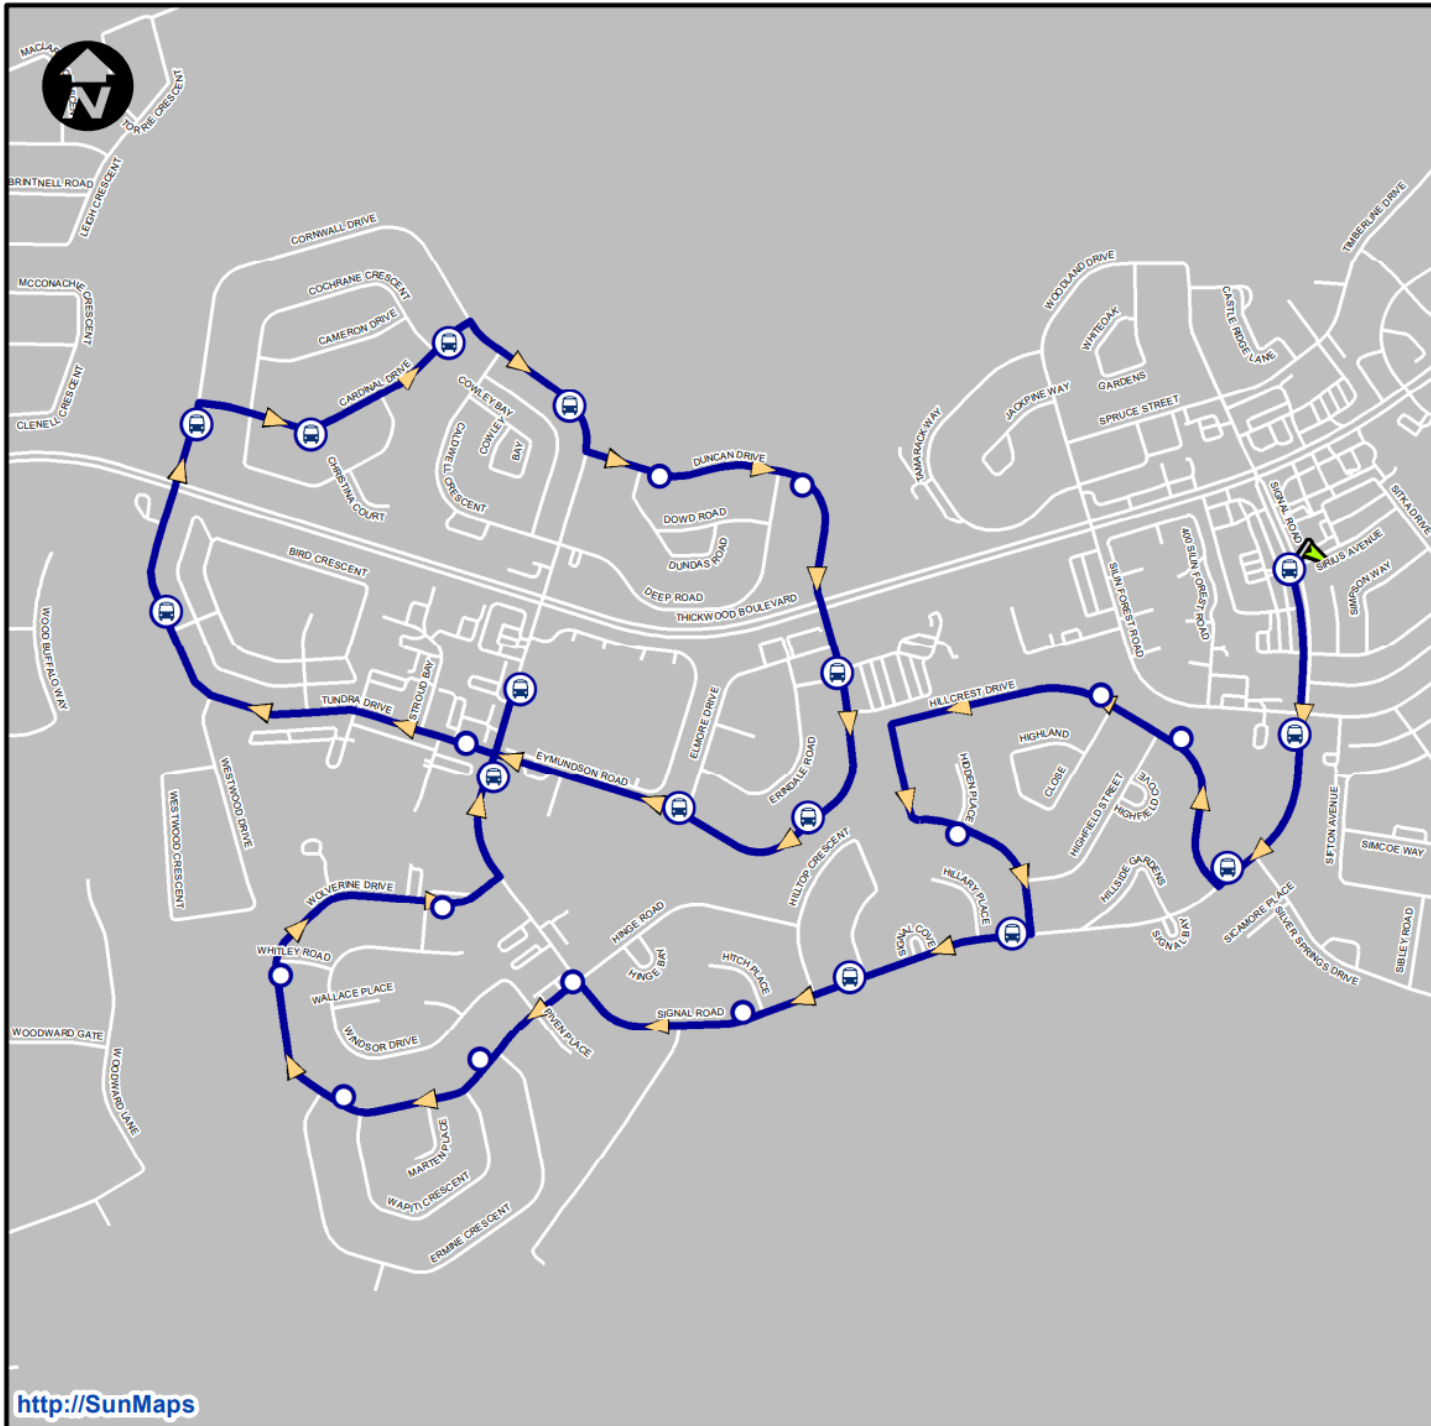 MACLA
N
TORRIE CRESCENT
BRINTNELL ROAD
LEIGH CRESCENT
MCCONACHIE CRESCENT
CLENELL CRESCENT
CORNWALL DRIVE
COCHRANE CRESCENT
CAMERON DRIVE
CARDINAL DRIVE
CHRISTINA COURT
COWLEY BAY
COWLEY
BAY
CALDWELL CRESCENT
DUNCAN DRIVE
DOWD ROAD
DUNDAS ROAD
DEEP ROAD
THICKWOOD BOULEVARD
BIRD CRESCENT
TIMBERLINE DRIVE
WOODLAND DRIVE
CASTLE RIDGE
LANE
WHITEOAK
GARDENS
JACKPINE WAY
SPRUCE STREET
TAMARACK WAY
SIGNAL ROAD
SITKA DRIVE
SIRIUS AVENUE
SIMPSON WAY
400 SILIN FOREST ROAD
SILIN FOREST ROAD
WOOD BUFFALO WAY
TUNDRA DRIVE
STROUD BAY
ELMORE DRIVE
EYMUNDSON ROAD
ERINDALE ROAD
HILLCREST DRIVE
HIGHLAND
CLOSE
HIDDEN PLACE
HIGHFIELD STREET
HIGHFIELD
COVE
SIFTON AVENUE
SIMCOE WAY
WESTWOOD DRIVE
WESTWOOD CRESCENT
WOLVERINE DRIVE
HILLTOP CRESCENT
HILLARY PLACE
HILLSIDE GARDENS
SIGNAL BAY
SICAMORE PLACE
SILVER SPRINGS DRIVE
SIBLEY ROAD
HINGE ROAD
HINGE BAY
HITCH PLACE
SIGNAL COVE
SIGNAL ROAD
WHITLEY ROAD
WALLACE PLACE
WINDSOR DRIVE
PIVEN PLACE
WOODWARD GATE
WOODWARD LANE
MARTEN PLACE
WAPITI CRESCENT
ERMINE CRESCENT
http://SunMaps